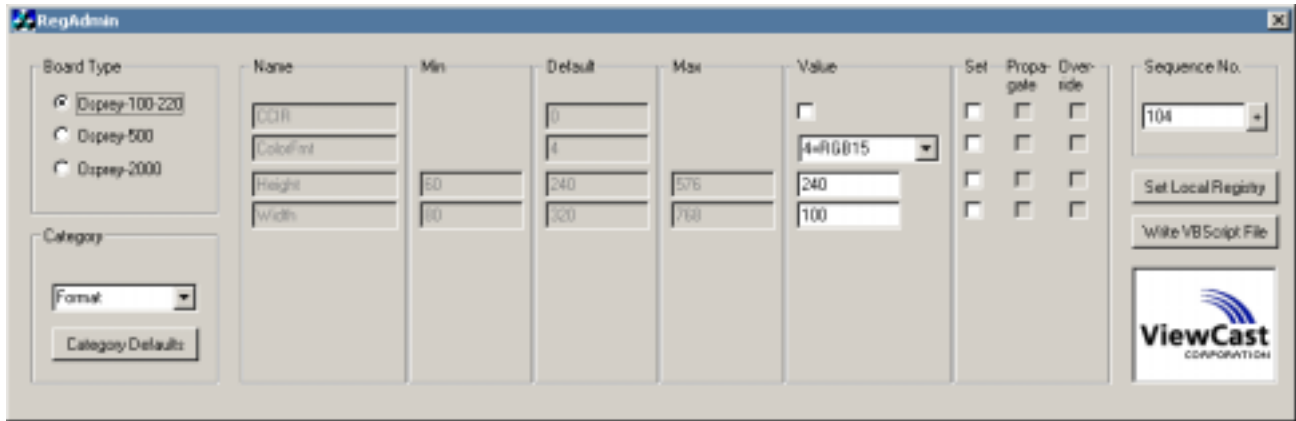 RegAdmin
Board Type
Osprey-100-220
Osprey-500
Osprey-2000
Category
Format
Category Defaults
Name
CCIR
ColorFmt
Height
Width
Min
60
80
Default
0
4
240
320
Max
576
768
Value
4=RGB15
240
100
Set
Propa-
gate
Over-
ride
Sequence No.
104
+
Set Local Registry
Write VBScript File
ViewCast
CORPORATION